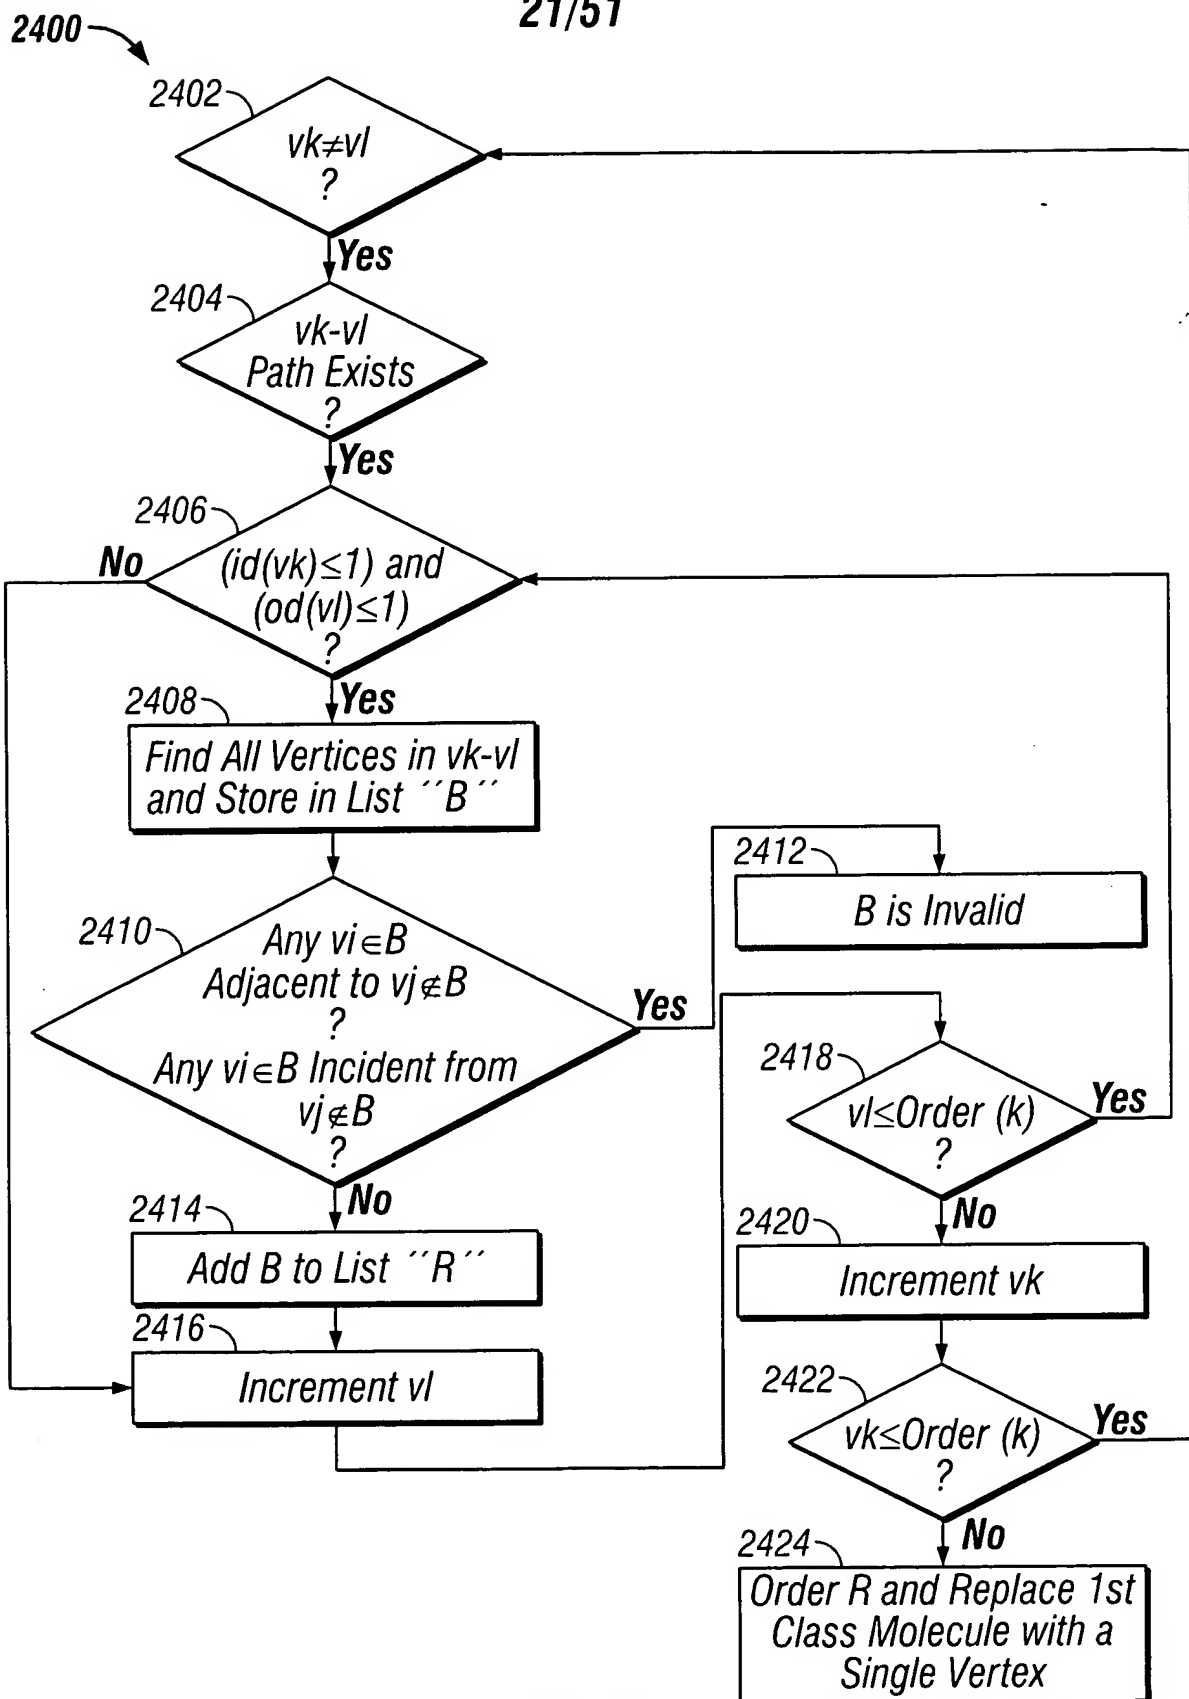 21/51
2400
2402
vk≠vl
?
Yes
2404
vk-vl
Path Exists
?
Yes
2406
No
(id(vk)≤1) and
(od(vl)≤1)
?
Yes
2408
Find All Vertices in vk-vl
and Store in List ´´B´´
2410
Any vi∈B
Adjacent to vj∉B
?
Any vi∈B Incident from
vj∉B
?
Yes
2412
B is Invalid
No
2414
Add B to List ´´R´´
2416
Increment vl
2418
vl≤Order (k)
?
Yes
No
2420
Increment vk
2422
vk≤Order (k)
?
Yes
No
2424
Order R and Replace 1st
Class Molecule with a
Single Vertex